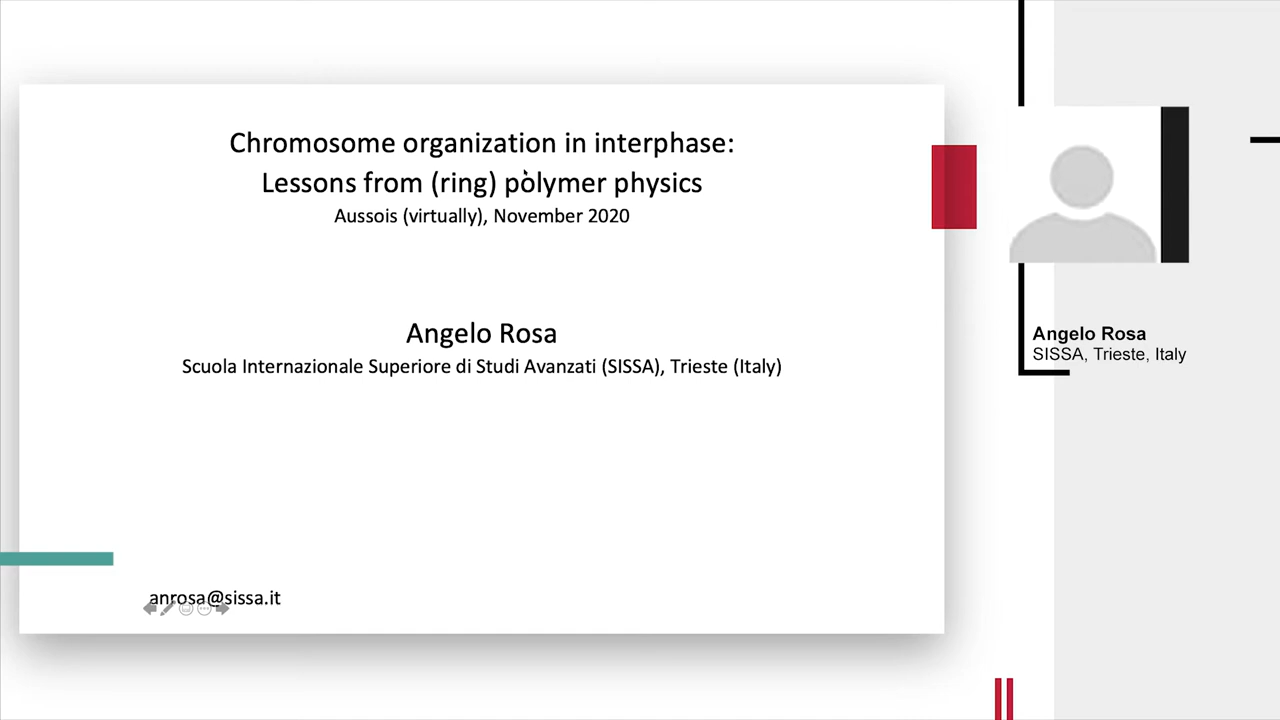 Chromosome organization in interphase:
Lessons from (ring) polymer physics
Aussois (virtually), November 2020
Angelo Rosa
Scuola Internazionale Superiore di Studi Avanzati (SISSA), Trieste (Italy)
anrosa@sissa.it
Angelo Rosa
SISSA, Trieste, Italy